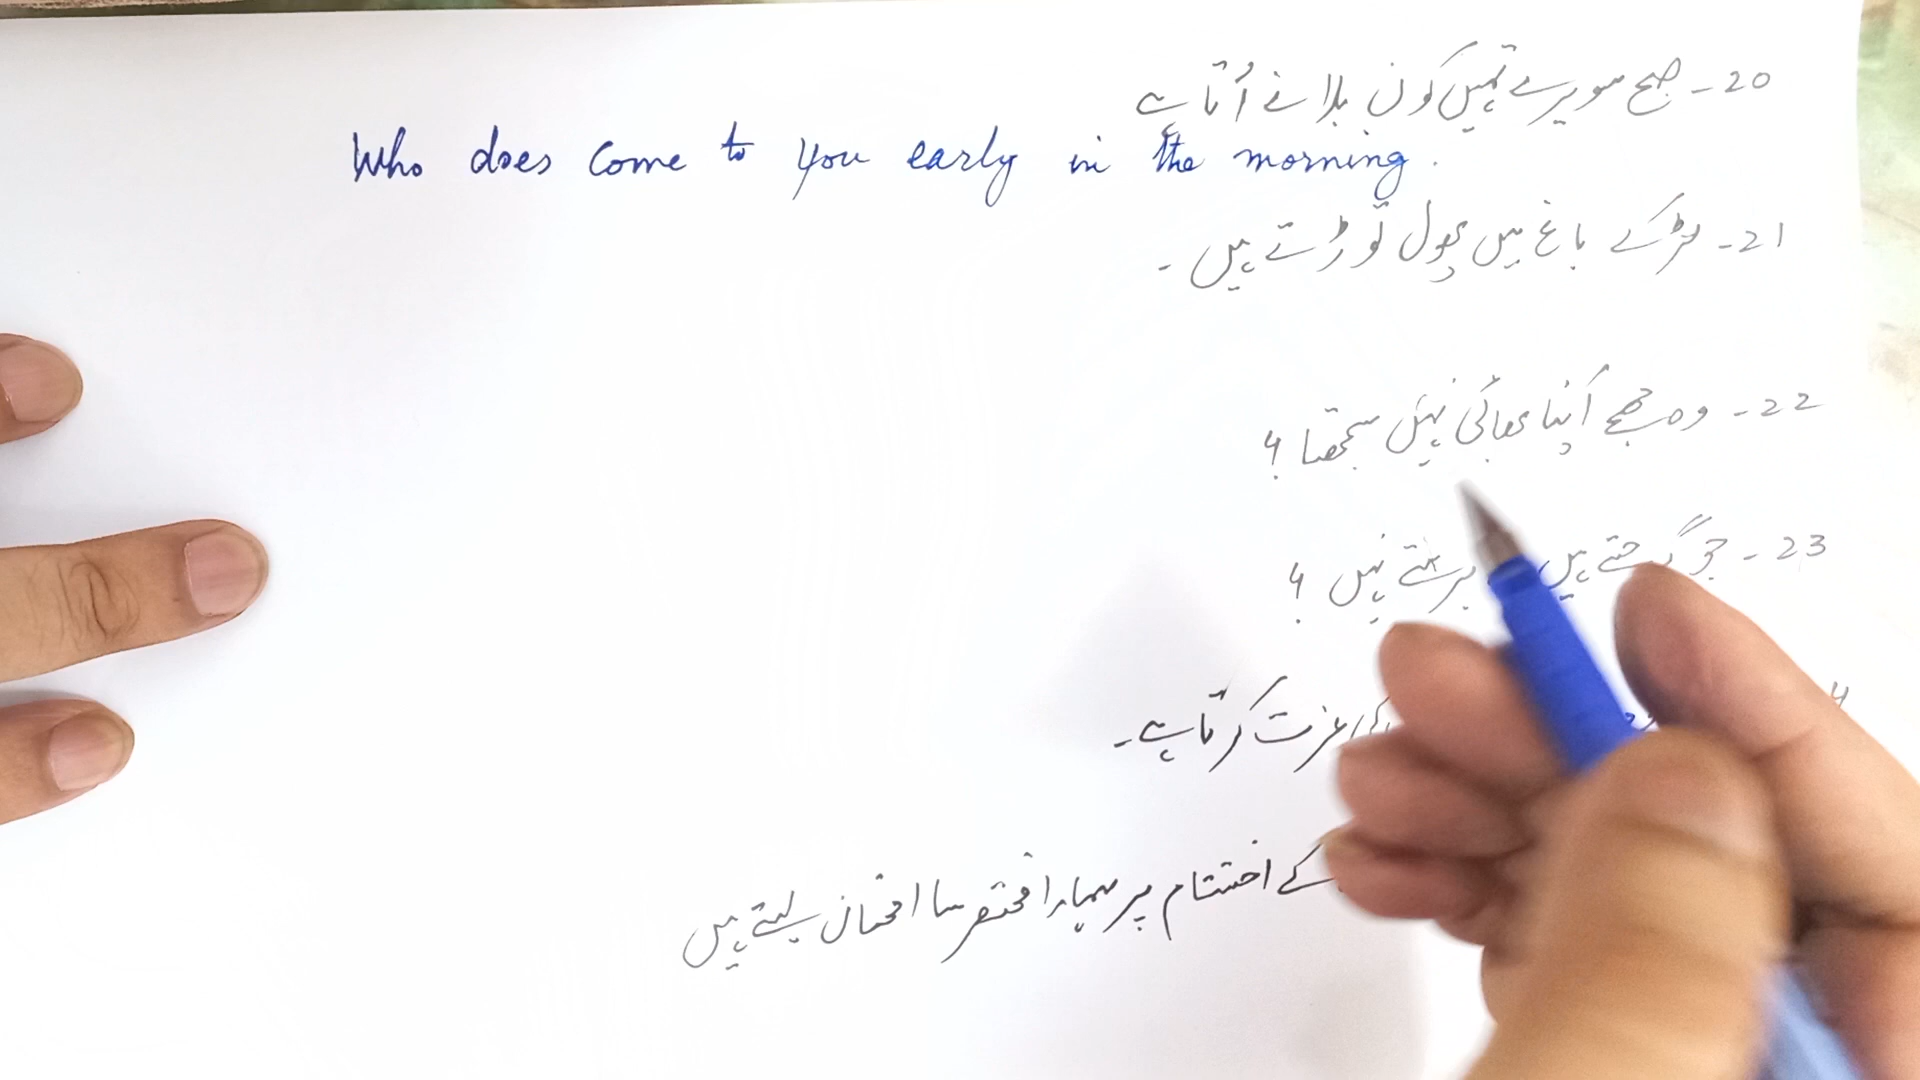 20- صبح سویرے تمہیں کون بلانے آتا ہے
Who does come to you early in the morning.
21- لڑکے باغ میں پھول توڑتے ہیں -
22- وہ مجھے اپنا بھائی نہیں سمجھتا ؟
23- جو گرجتے ہیں برستے نہیں ؟
کی عزت کرتا ہے -
کے اختتام پر ہمارا مختصر سا امتحان لیتے ہیں